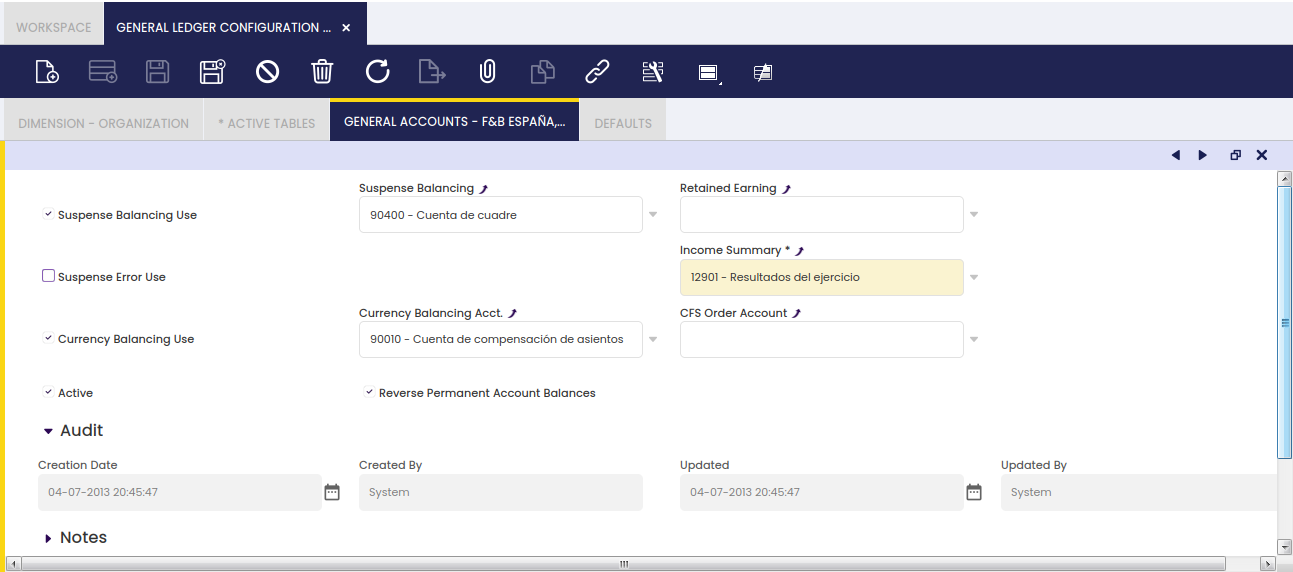 WORKSPACE
GENERAL LEDGER CONFIGURATION ...
DIMENSION - ORGANIZATION
* ACTIVE TABLES
GENERAL ACCOUNTS - F&B ESPAÑA,...
DEFAULTS
Suspense Balancing
Retained Earning
Suspense Balancing Use
90400 - Cuenta de cuadre
Income Summary *
Suspense Error Use
12901 - Resultados del ejercicio
Currency Balancing Acct.
CFS Order Account
Currency Balancing Use
90010 - Cuenta de compensación de asientos
Active
Reverse Permanent Account Balances
Audit
Creation Date
Created By
Updated
Updated By
04-07-2013 20:45:47
System
04-07-2013 20:45:47
System
Notes